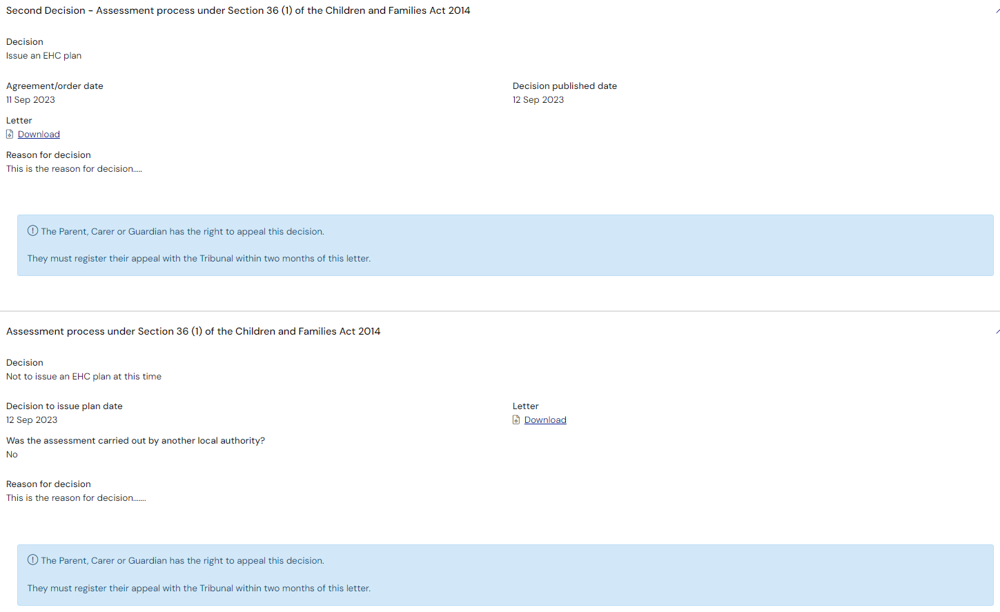 Second Decision - Assessment process under Section 36 (1) of the Children and Families Act 2014
Decision
Issue an EHC plan
Agreement/order date
11 Sep 2023
Decision published date
12 Sep 2023
Letter
Download
Reason for decision
This is the reason for decision.....
The Parent, Carer or Guardian has the right to appeal this decision.
They must register their appeal with the Tribunal within two months of this letter.
Assessment process under Section 36 (1) of the Children and Families Act 2014
Decision
Not to issue an EHC plan at this time
Decision to issue plan date
12 Sep 2023
Letter
Download
Was the assessment carried out by another local authority?
No
Reason for decision
This is the reason for decision.......
The Parent, Carer or Guardian has the right to appeal this decision.
They must register their appeal with the Tribunal within two months of this letter.